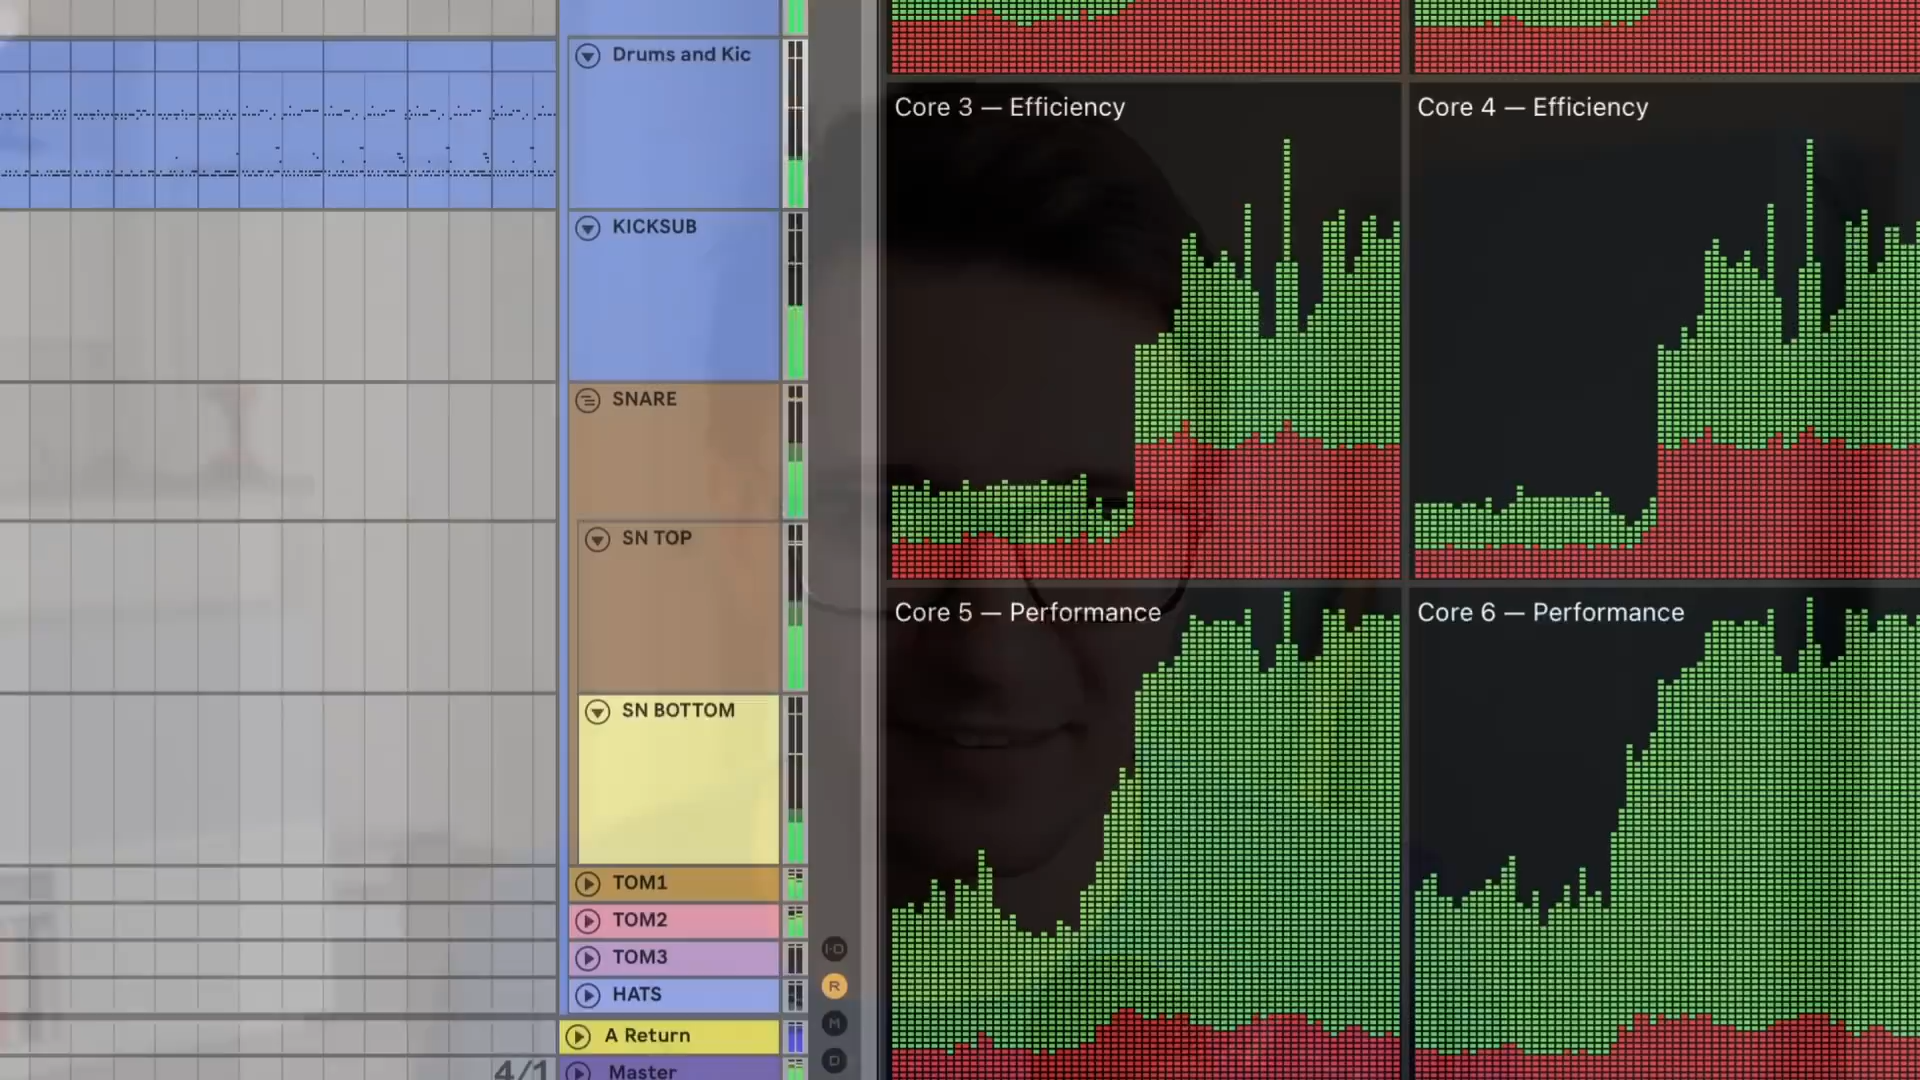 Drums and Kic
KICKSUB
SNARE
SN TOP
SN BOTTOM
TOM1
TOM2
TOM3
HATS
A Return
4/1
Master
I·O
R
M
D
Core 3 — Efficiency
Core 4 — Efficiency
Core 5 — Performance
Core 6 — Performance